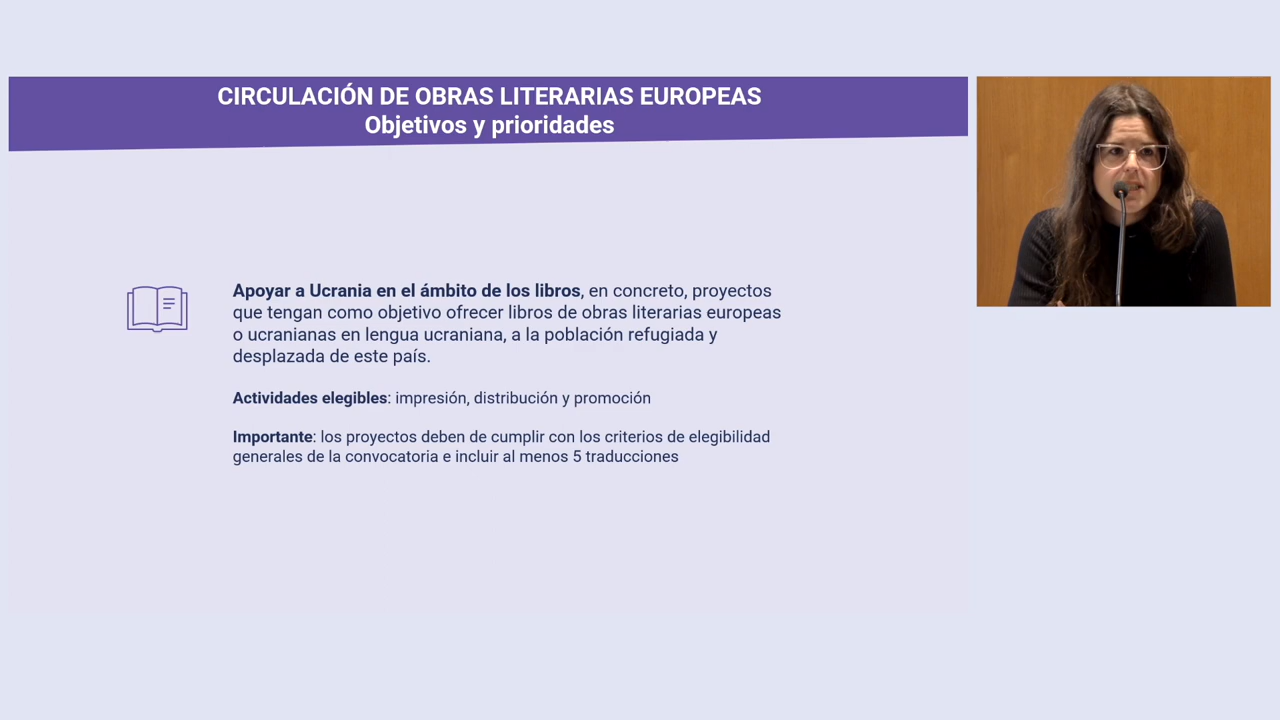 CIRCULACIÓN DE OBRAS LITERARIAS EUROPEAS
Objetivos y prioridades
Apoyar a Ucrania en el ámbito de los libros, en concreto, proyectos
que tengan como objetivo ofrecer libros de obras literarias europeas
o ucranianas en lengua ucraniana, a la población refugiada y
desplazada de este país.
Actividades elegibles: impresión, distribución y promoción
Importante: los proyectos deben de cumplir con los criterios de elegibilidad
generales de la convocatoria e incluir al menos 5 traducciones